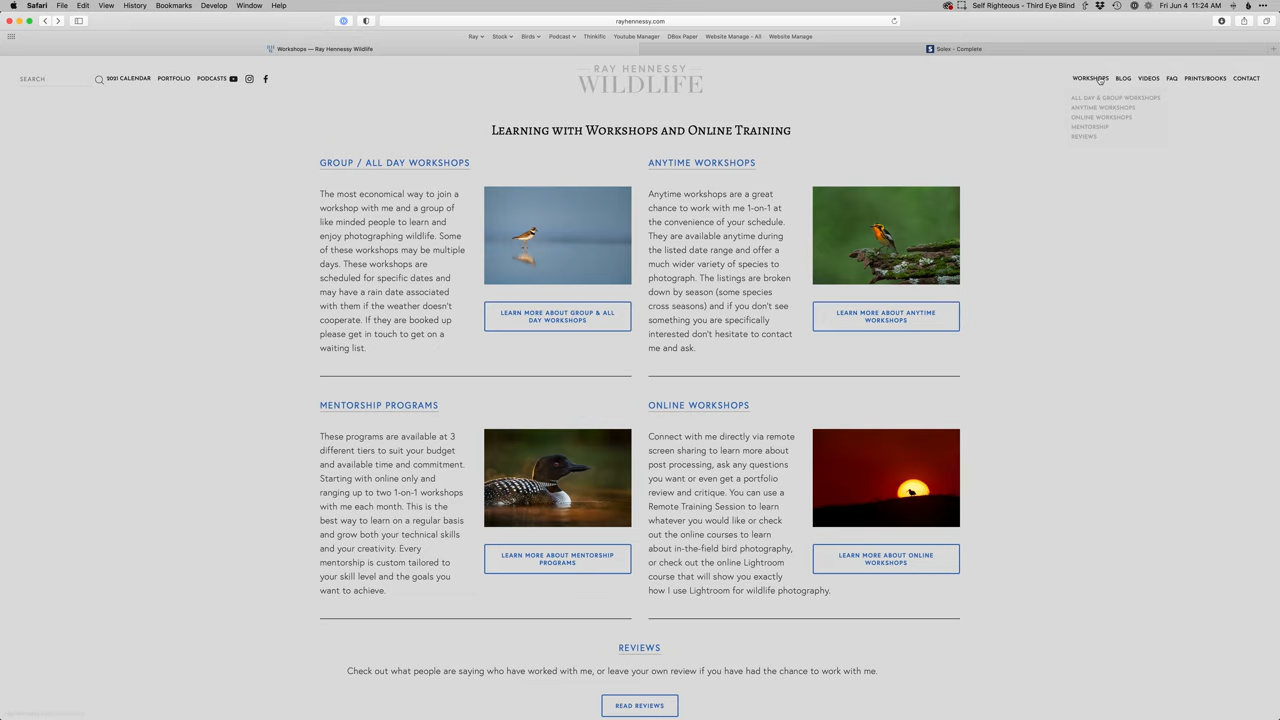 Safari File Edit View History Bookmarks Develop Window Help
Self Righteous - Third Eye Blind
Fri Jun 4 11:24 AM
rayhennessy.com
Ray Stock Birds Podcast Thinkific Youtube Manager DBox Paper Website Manage - All Website Manage
Workshops — Ray Hennessy Wildlife
Solex - Complete
SEARCH
2021 CALENDAR PORTFOLIO PODCASTS
RAY HENNESSY
WILDLIFE
WORKSHOPS BLOG VIDEOS FAQ PRINTS/BOOKS CONTACT
ALL DAY & GROUP WORKSHOPS
ANYTIME WORKSHOPS
ONLINE WORKSHOPS
MENTORSHIP
REVIEWS
Learning with Workshops and Online Training
GROUP / ALL DAY WORKSHOPS
The most economical way to join a
workshop with me and a group of
like minded people to learn and
enjoy photographing wildlife. Some
of these workshops may be multiple
days. These workshops are
scheduled for specific dates and
may have a rain date associated
with them if the weather doesn't
cooperate. If they are booked up
please get in touch to get on a
waiting list.
LEARN MORE ABOUT GROUP & ALL
DAY WORKSHOPS
ANYTIME WORKSHOPS
Anytime workshops are a great
chance to work with me 1-on-1 at
the convenience of your schedule.
They are available anytime during
the listed date range and offer a
much wider variety of species to
photograph. The listings are broken
down by season (some species
cross seasons) and if you don't see
something you are specifically
interested don't hesitate to contact
me and ask.
LEARN MORE ABOUT ANYTIME
WORKSHOPS
MENTORSHIP PROGRAMS
These programs are available at 3
different tiers to suit your budget
and available time and commitment.
Starting with online only and
ranging up to two 1-on-1 workshops
with me each month. This is the
best way to learn on a regular basis
and grow both your technical skills
and your creativity. Every
mentorship is custom tailored to
your skill level and the goals you
want to achieve.
LEARN MORE ABOUT MENTORSHIP
PROGRAMS
ONLINE WORKSHOPS
Connect with me directly via remote
screen sharing to learn more about
post processing, ask any questions
you want or even get a portfolio
review and critique. You can use a
Remote Training Session to learn
whatever you would like or check
out the online courses to learn
about in-the-field bird photography,
or check out the online Lightroom
course that will show you exactly
how I use Lightroom for wildlife photography.
LEARN MORE ABOUT ONLINE
WORKSHOPS
REVIEWS
Check out what people are saying who have worked with me, or leave your own review if you have had the chance to work with me.
READ REVIEWS